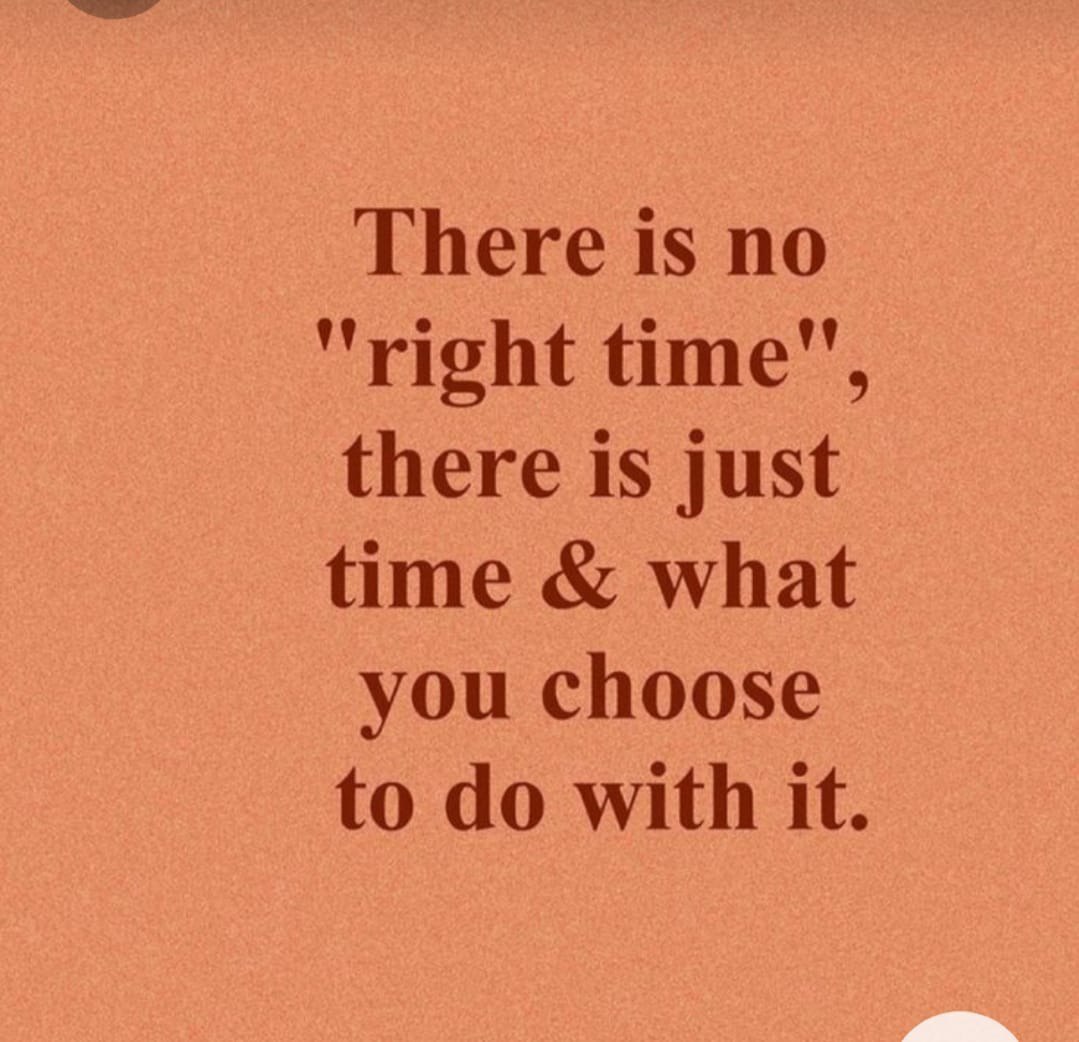 There is no
"right time",
there is just
time & what
you choose
to do with it.